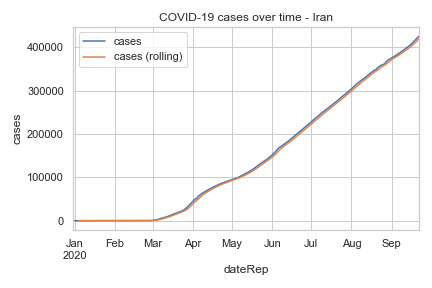 COVID-19 cases over time - Iran
cases
cases (rolling)
400000
300000
200000
100000
0
cases
Jan Feb Mar Apr May Jun Jul Aug Sep
2020
dateRep